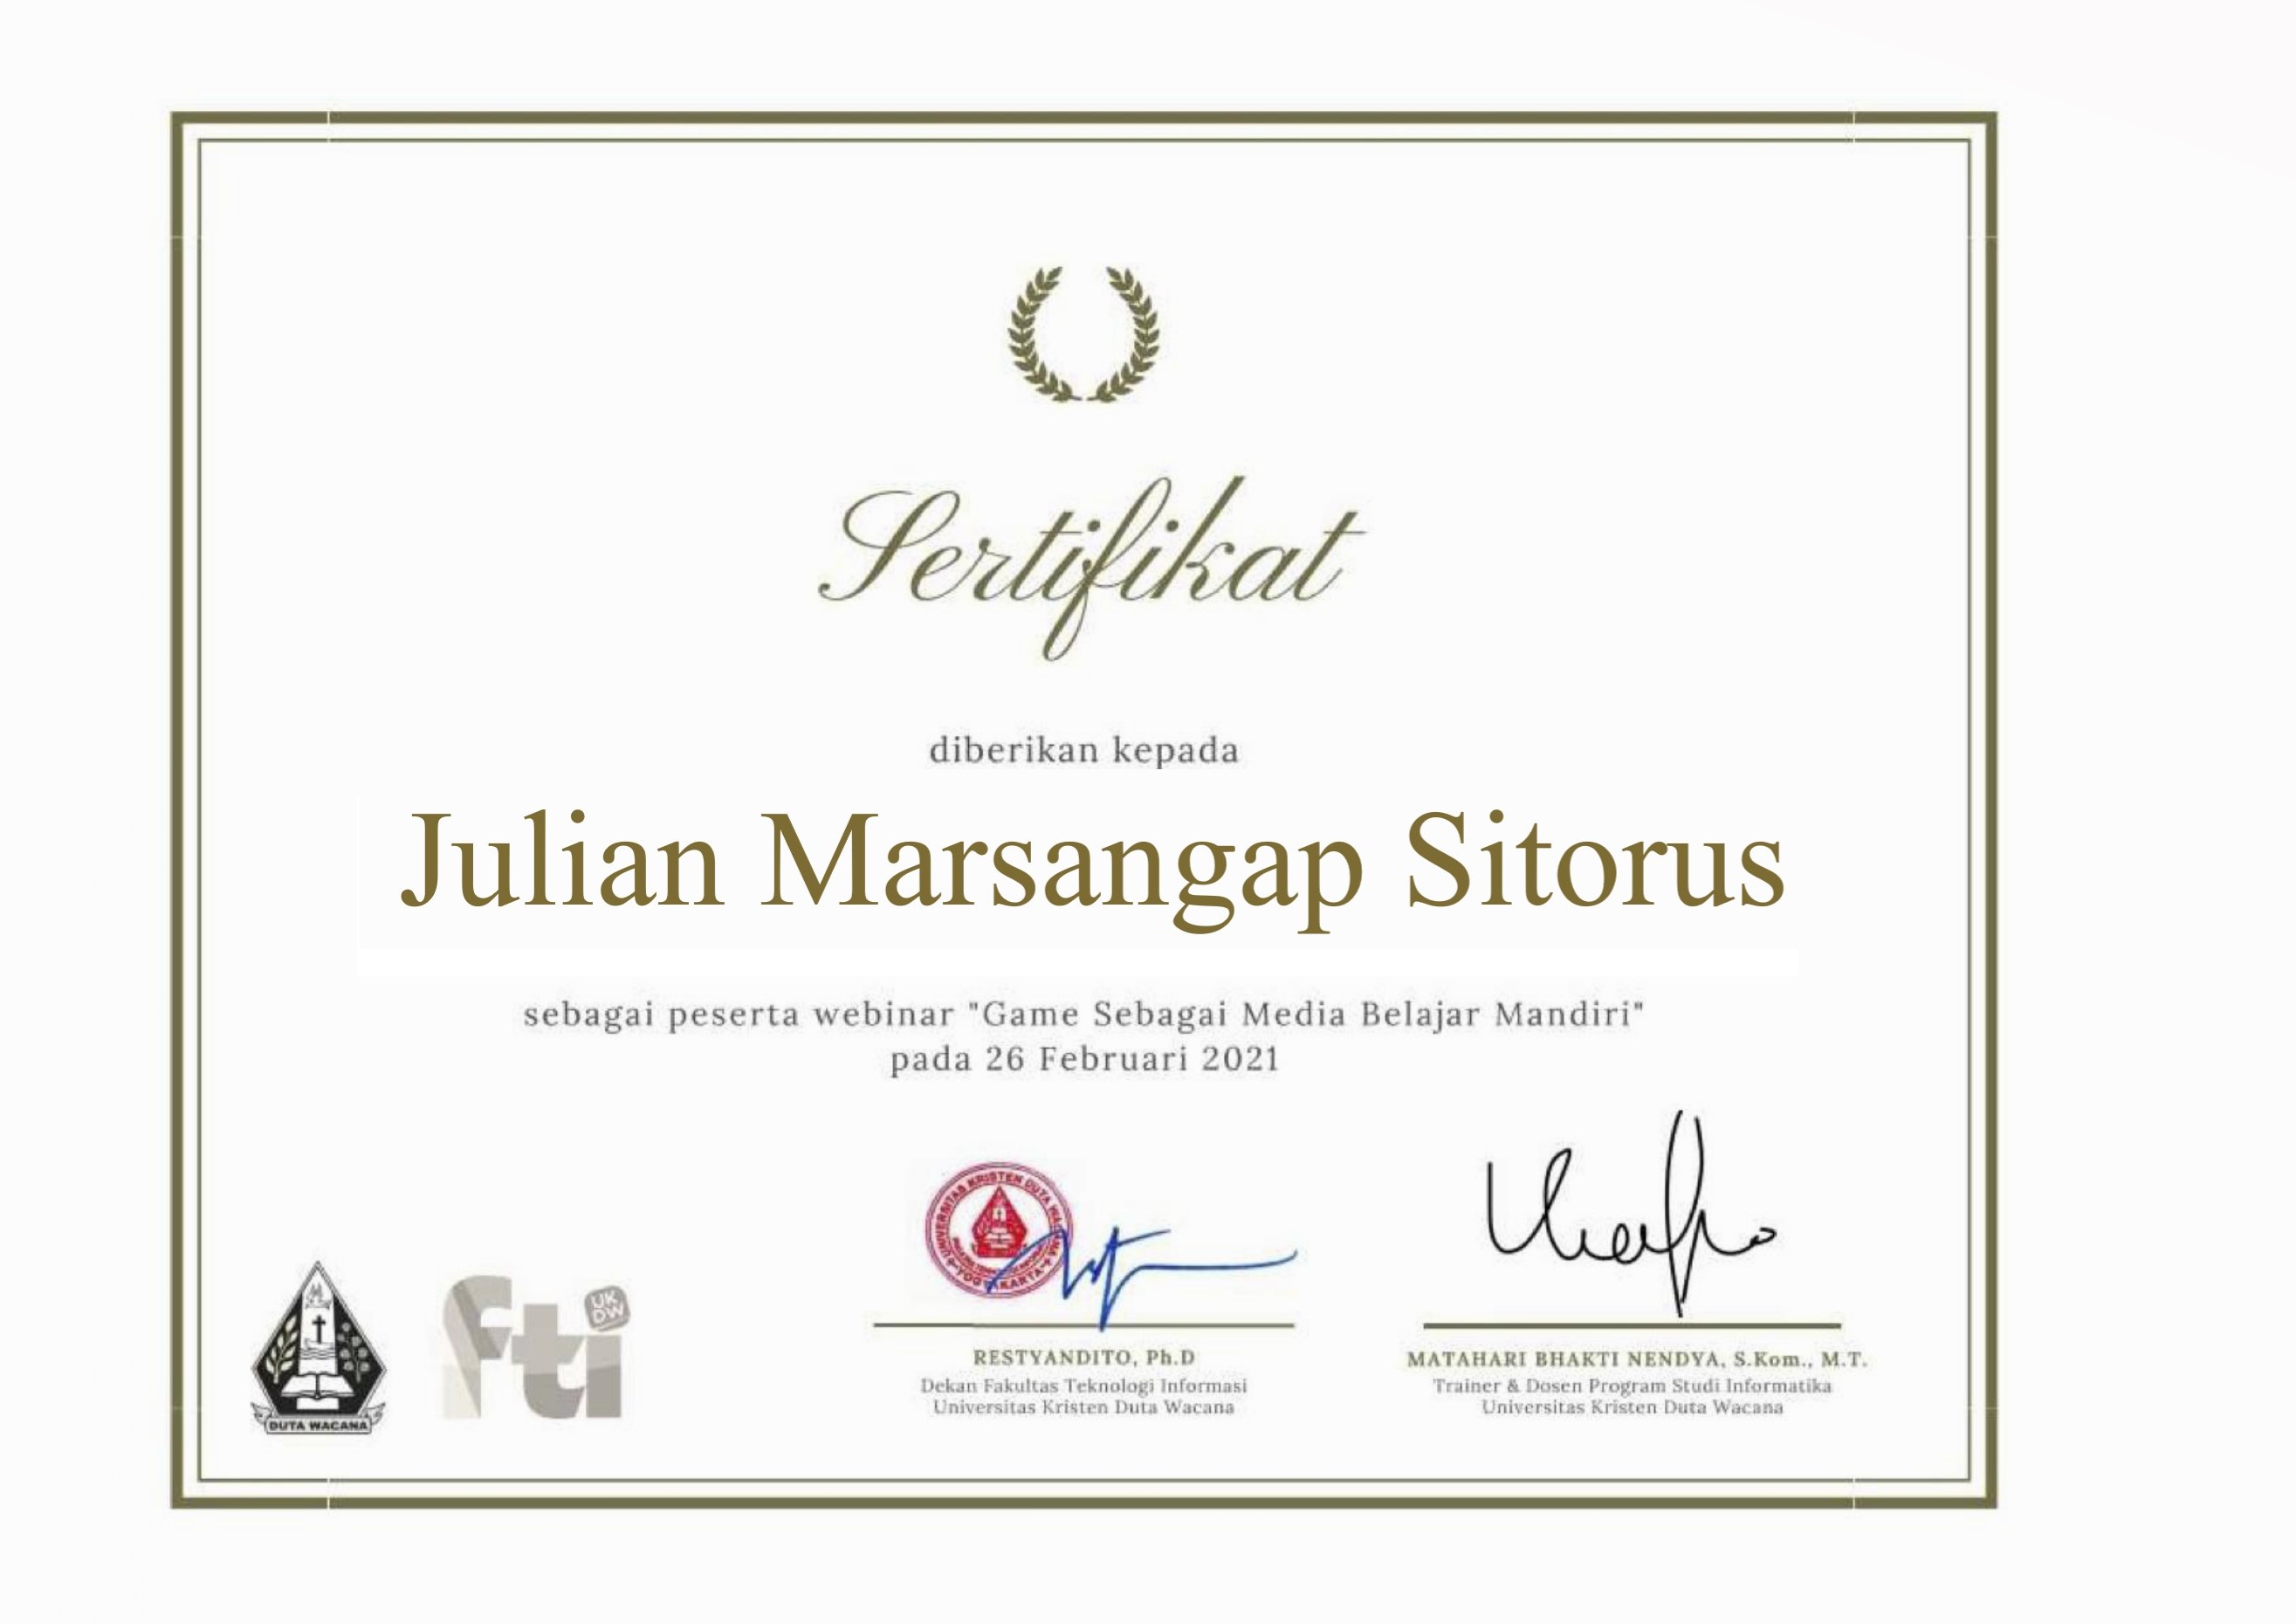 Sertifikat
diberikan kepada
Julian Marsangap Sitorus
sebagai peserta webinar "Game Sebagai Media Belajar Mandiri"
pada 26 Februari 2021
UNIVERSITAS KRISTEN DUTA WACANA
YOGYAKARTA
DUTA WACANA
fti
UK
DW
RESTYANDITO, Ph.D
Dekan Fakultas Teknologi Informasi
Universitas Kristen Duta Wacana
MATAHARI BHAKTI NENDYA, S.Kom., M.T.
Trainer & Dosen Program Studi Informatika
Universitas Kristen Duta Wacana